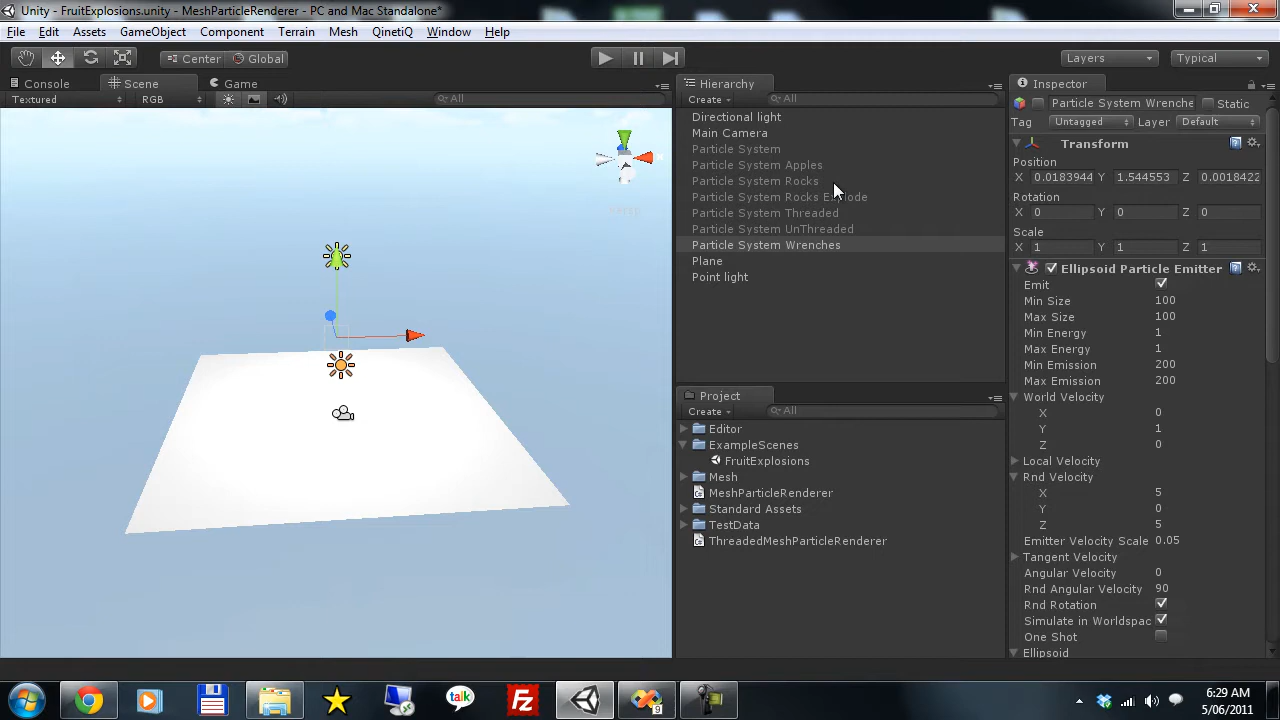 Unity - FruitExplosions.unity - MeshParticleRenderer - PC and Mac Standalone*
File Edit Assets GameObject Component Terrain Mesh QinetiQ Window Help
Center Global Layers Typical
Console Scene Game
Textured RGB All
Hierarchy
Create All
Directional light
Main Camera
Particle System
Particle System Apples
Particle System Rocks
Particle System Rocks Explode
Particle System Threaded
Particle System UnThreaded
Particle System Wrenches
Plane
Point light
Project
Create All
Editor
ExampleScenes
FruitExplosions
Mesh
MeshParticleRenderer
Standard Assets
TestData
ThreadedMeshParticleRenderer
Inspector
Particle System Wrenche Static
Tag Untagged Layer Default
Transform
Position
X 0.0183944 Y 1.544553 Z 0.0018422
Rotation
X 0 Y 0 Z 0
Scale
X 1 Y 1 Z 1
Ellipsoid Particle Emitter
Emit
Min Size 100
Max Size 100
Min Energy 1
Max Energy 1
Min Emission 200
Max Emission 200
World Velocity
X 0
Y 1
Z 0
Local Velocity
Rnd Velocity
X 5
Y 0
Z 5
Emitter Velocity Scale 0.05
Tangent Velocity
Angular Velocity 0
Rnd Angular Velocity 90
Rnd Rotation
Simulate in Worldspac
One Shot
Ellipsoid
talk
9
6:29 AM
5/06/2011